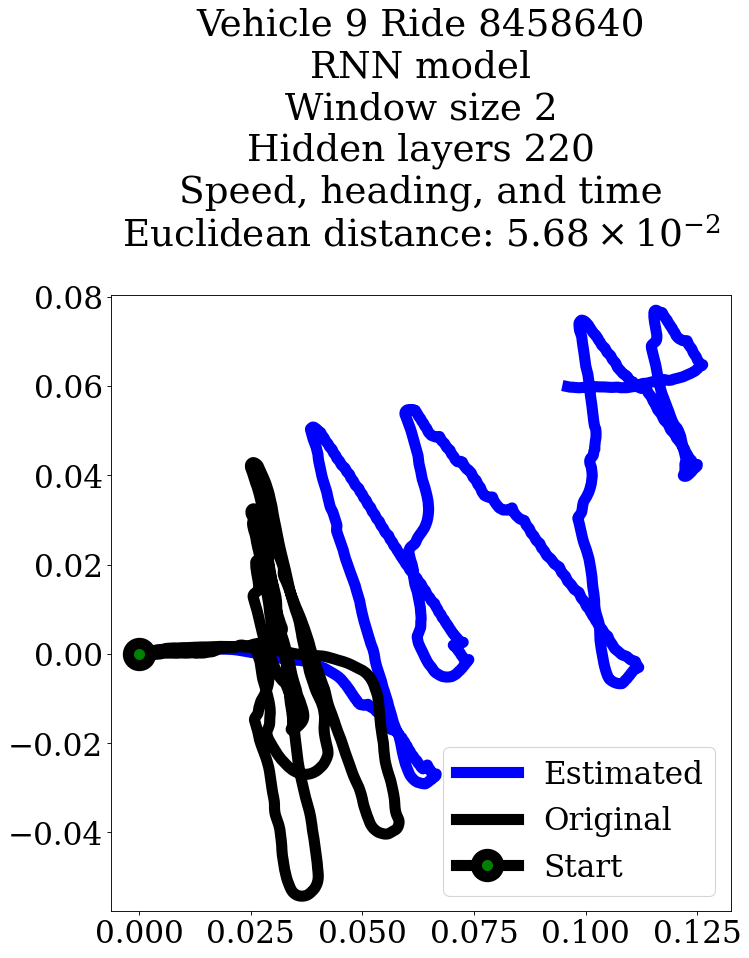 Vehicle 9 Ride 8458640
RNN model
Window size 2
Hidden layers 220
Speed, heading, and time
Euclidean distance: 5.68 × 10⁻²
0.08
0.06
0.04
0.02
0.00
−0.02
−0.04
Estimated
Original
Start
0.000 0.025 0.050 0.075 0.100 0.125